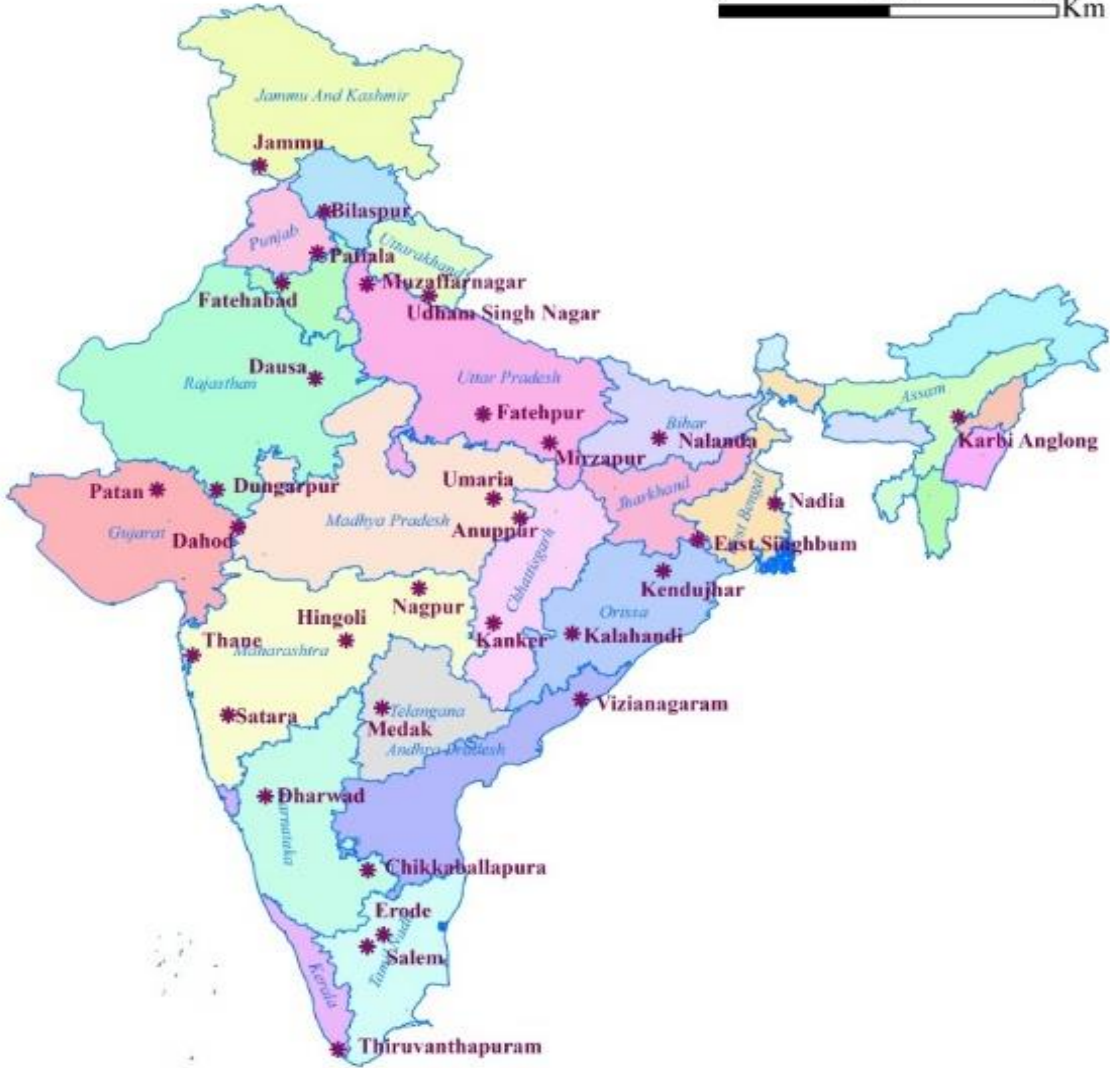 Km
Jammu And Kashmir
Jammu
Bilaspur
Punjab
Uttarakhand
Patiala
Muzaffarnagar
Fatehabad
Udham Singh Nagar
Dausa
Rajasthan
Uttar Pradesh
Assam
Fatehpur
Bihar
Karbi Anglong
Nalanda
Mirzapur
Patan
Dungarpur
Umaria
Jharkhand
Nadia
Madhya Pradesh
Anuppur
West Bengal
Gujarat
Dahod
East Singhbum
Kendujhar
Nagpur
Chhattisgarh
Hingoli
Orissa
Kanker
Kalahandi
Thane
Maharashtra
Vizianagaram
Satara
Telangana
Medak
Andhra Pradesh
Dharwad
Karnataka
Chikkaballapura
Erode
Tamil Nadu
Salem
Kerala
Thiruvanthapuram